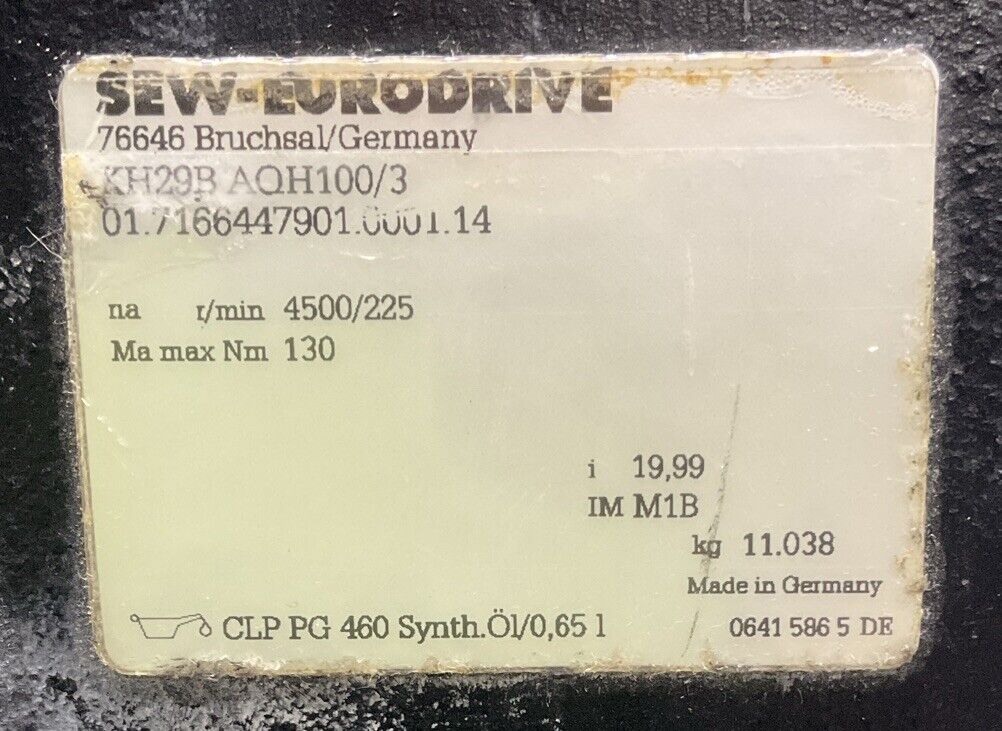 SEW-EURODRIVE
76646 Bruchsal/Germany
KH29B AQH100/3
01.7166447901.0001.14
na r/min 4500/225
Ma max Nm 130
i 19,99
IM M1B
kg 11.038
Made in Germany
CLP PG 460 Synth.Öl/0,65 l
0641 586 5 DE